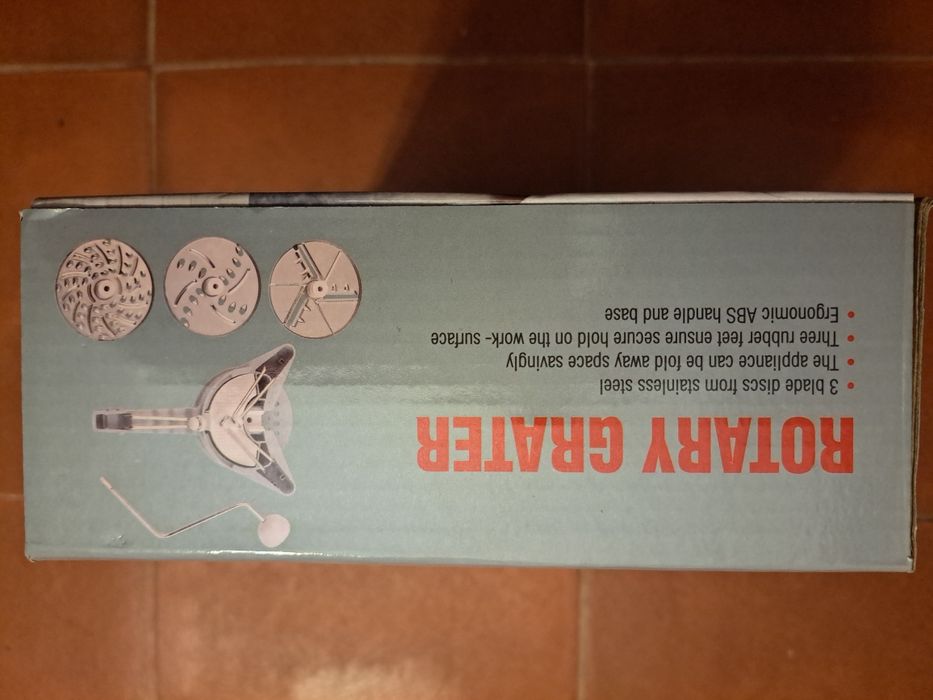 ROTARY GRATER
• 3 blade discs from stainless steel
• The appliance can be fold away space savingly
• Three rubber feet ensure secure hold on the work- surface
• Ergonomic ABS handle and base